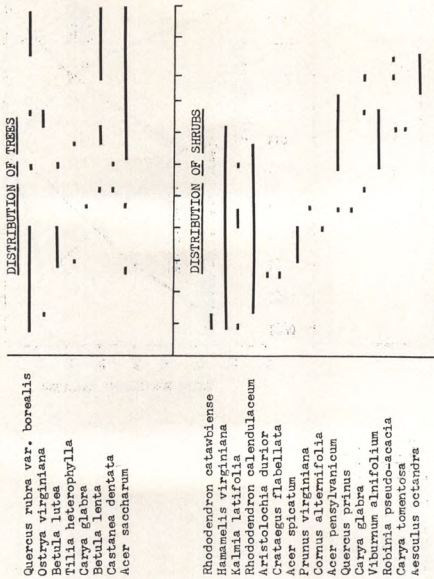 DISTRIBUTION OF TREES
Quercus rubra var. borealis
Ostrya virginiana
Betula lutea
Tilia heterophylla
Carya glabra
Betula lenta
Castanea dentata
Acer saccharum
DISTRIBUTION OF SHRUBS
Rhododendron catawbiense
Hamamelis virginiana
Kalmia latifolia
Rhododendron calendulaceum
Aristolochia durior
Crataegus flabellata
Acer spicatum
Prunus virginiana
Cornus alternifolia
Acer pensylvanicum
Quercus prinus
Carya glabra
Viburnum alnifolium
Robinia pseudo-acacia
Carya tomentosa
Aesculus octandra